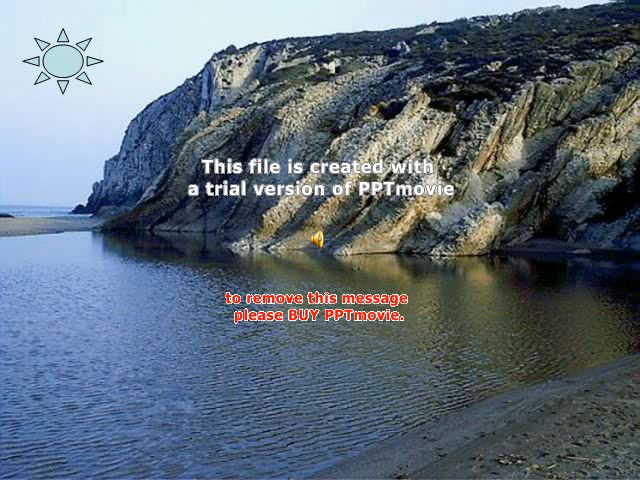 This file is created with
a trial version of PPTmovie
to remove this message
please BUY PPTmovie.